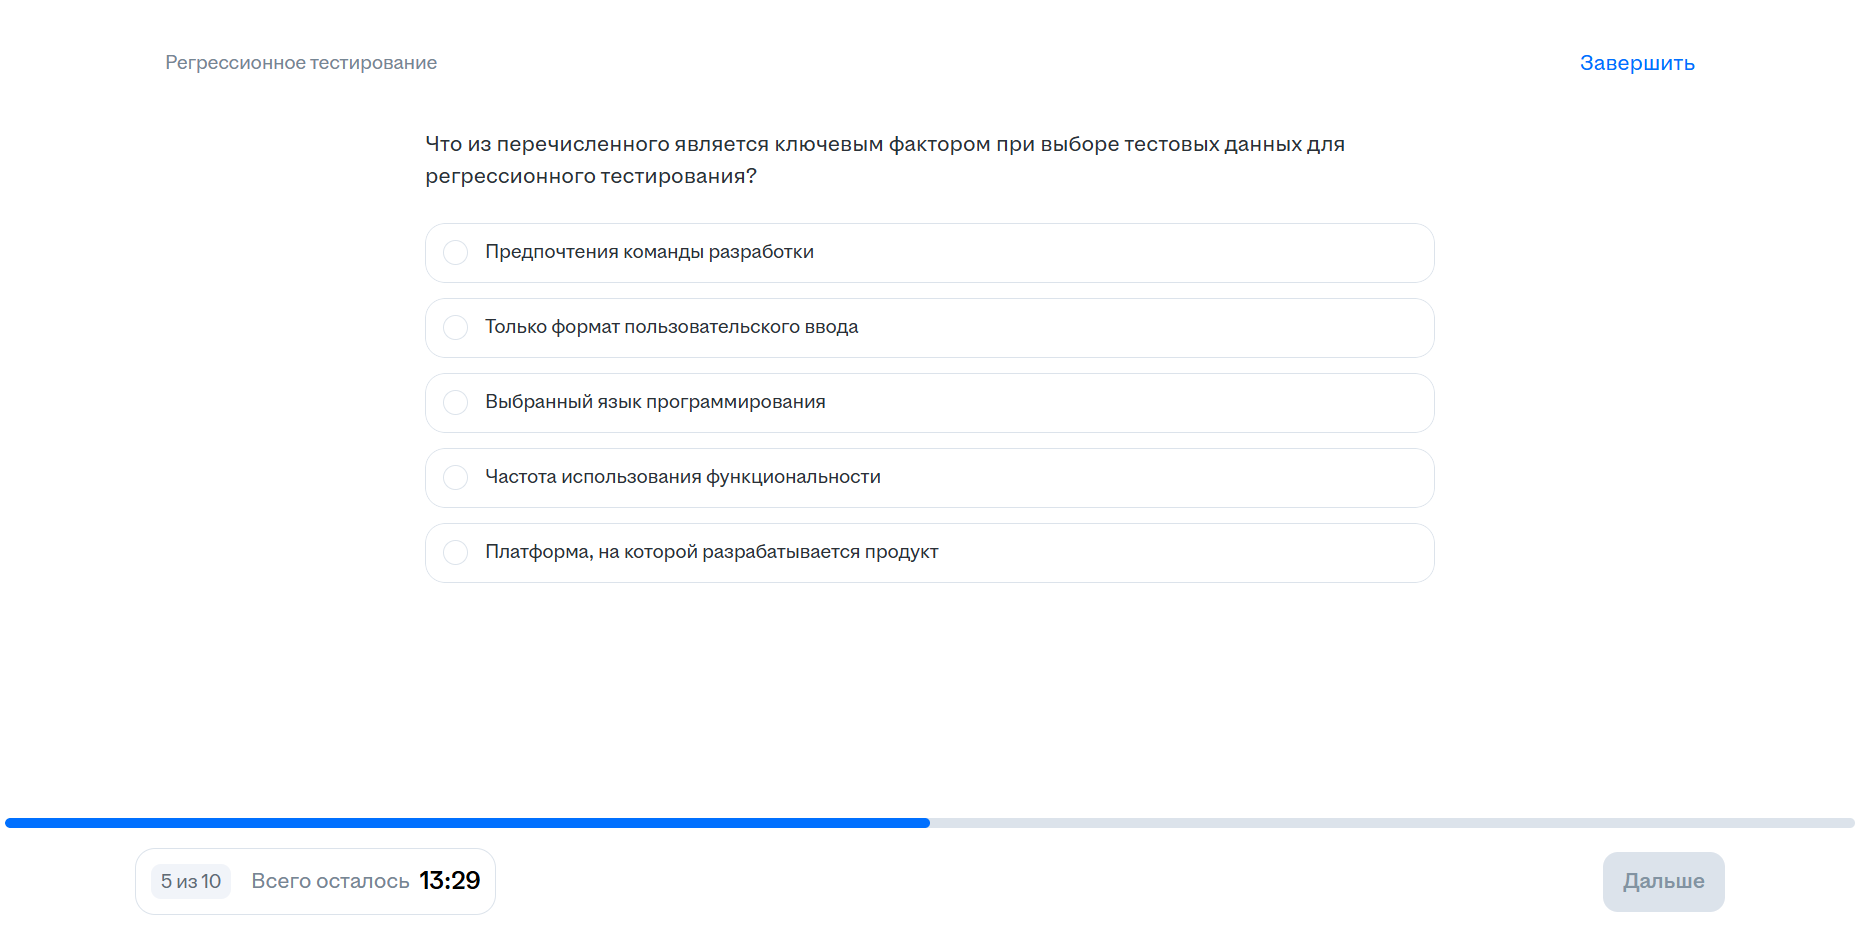 Регрессионное тестирование
Завершить
Что из перечисленного является ключевым фактором при выборе тестовых данных для
регрессионного тестирования?
Предпочтения команды разработки
Только формат пользовательского ввода
Выбранный язык программирования
Частота использования функциональности
Платформа, на которой разрабатывается продукт
5 из 10 Всего осталось 13:29
Дальше